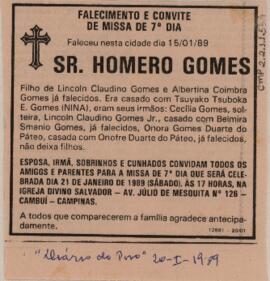 FALECIMENTO E CONVITE
DE MISSA DE 7º DIA
Faleceu nesta cidade dia 15/01/89
SR. HOMERO GOMES
Filho de Lincoln Claudino Gomes e Albertina Coimbra
Gomes já falecidos. Era casado com Tsuyako Tsuboka
E. Gomes (NINA), eram seus irmãos: Cecília Gomes, sol-
teira, Lincoln Claudino Gomes Jr., casado com Belmira
Smanio Gomes, já falecidos, Onora Gomes Duarte do
Páteo, casada com Onofre Duarte do Páteo, já falecidos,
não deixa filhos.
ESPOSA, IRMÃ, SOBRINHOS E CUNHADOS CONVIDAM TODOS OS
AMIGOS E PARENTES PARA A MISSA DE 7º DIA QUE SERÁ CELE-
BRADA DIA 21 DE JANEIRO DE 1989 (SÁBADO), ÀS 17 HORAS, NA
IGREJA DIVINO SALVADOR — AV. JÚLIO DE MESQUITA Nº 126 —
CAMBUÍ — CAMPINAS.
A todos que comparecerem a família agradece antecipa-
damente.
"Diário do Povo" 20-I-1989